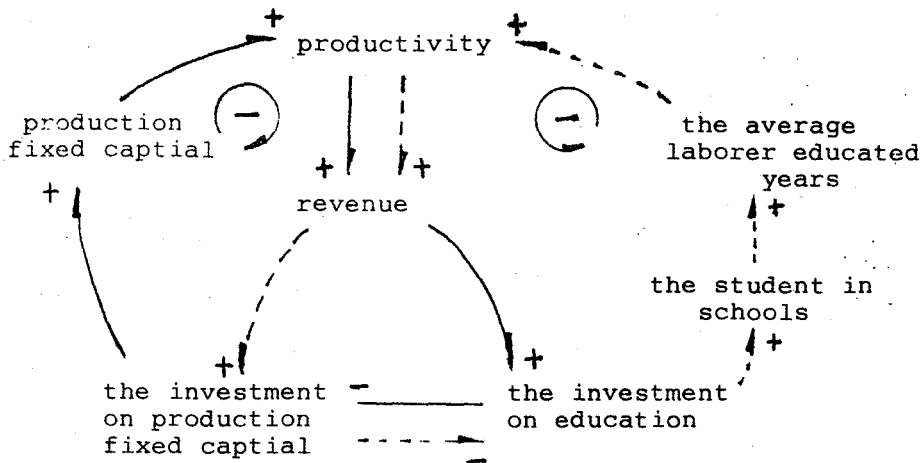 + +
productivity
- -
production
fixed captial
the average
laborer educated
years
+ + + +
revenue
the student in
schools
+ + +
the investment
on production
fixed captial
-
the investment
on education
-